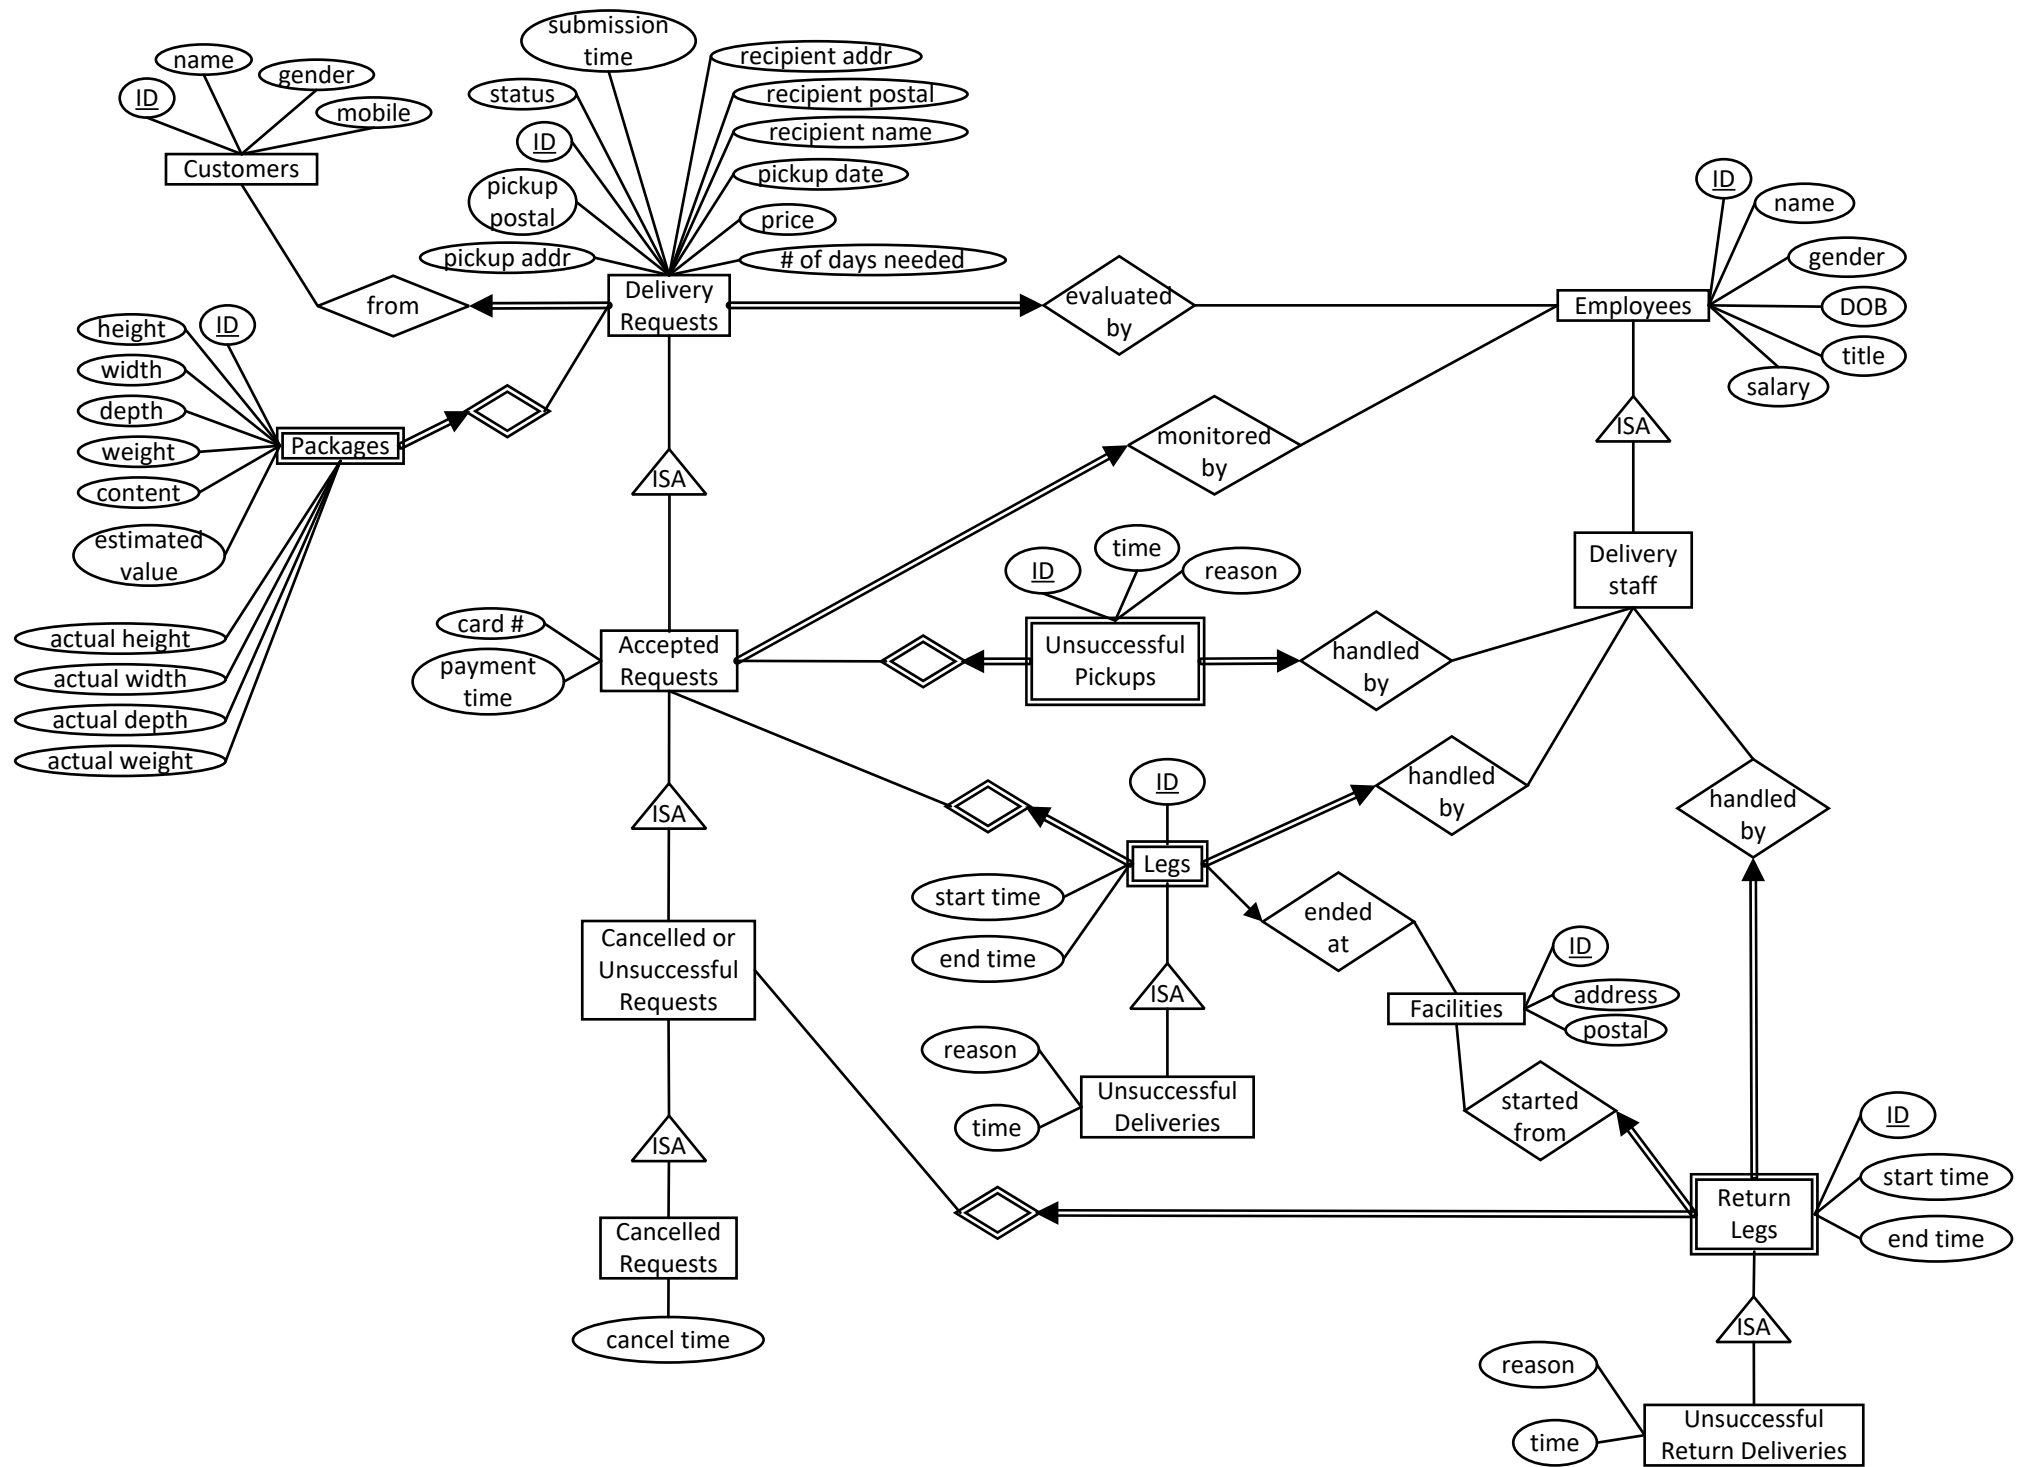 submission
time
name
recipient addr
gender
ID
status
recipient postal
mobile
ID
recipient name
Customers
pickup
postal
pickup date
ID
name
price
pickup addr
# of days needed
gender
Delivery
Requests
from
evaluated
by
Employees
DOB
height
ID
width
title
salary
depth
ISA
Packages
monitored
by
weight
content
ISA
estimated
value
time
ID
reason
Delivery
staff
card #
actual height
Accepted
Requests
Unsuccessful
Pickups
handled
by
payment
time
actual width
actual depth
actual weight
ID
handled
by
handled
by
ISA
Legs
start time
ended
at
Cancelled or
Unsuccessful
Requests
end time
ID
ISA
address
Facilities
postal
reason
Unsuccessful
Deliveries
started
from
time
ID
ISA
start time
Return
Legs
Cancelled
Requests
end time
cancel time
ISA
reason
Unsuccessful
Return Deliveries
time